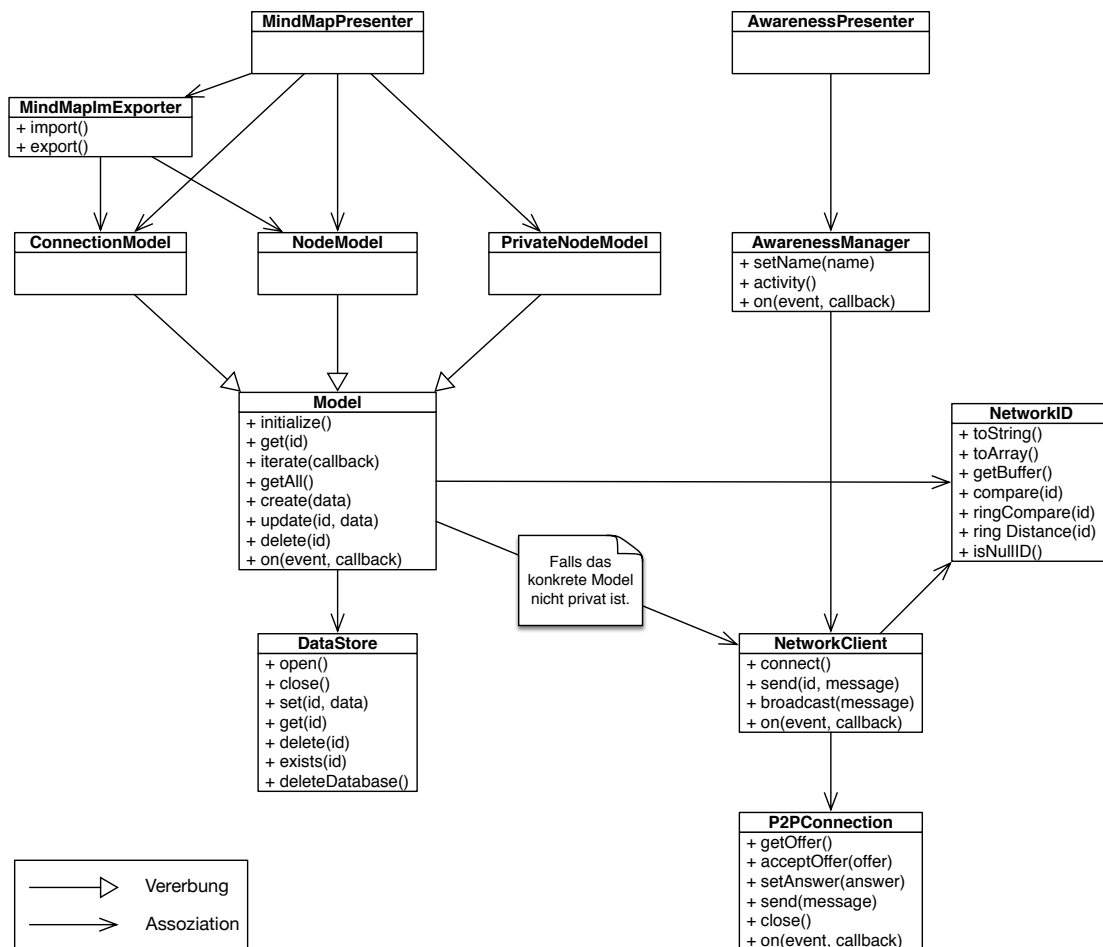 MindMapPresenter
AwarenessPresenter
MindMapImExporter
+ import()
+ export()
ConnectionModel
NodeModel
PrivateNodeModel
AwarenessManager
+ setName(name)
+ activity()
+ on(event, callback)
Model
+ initialize()
+ get(id)
+ iterate(callback)
+ getAll()
+ create(data)
+ update(id, data)
+ delete(id)
+ on(event, callback)
NetworkID
+ toString()
+ toArray()
+ getBuffer()
+ compare(id)
+ ringCompare(id)
+ ring Distance(id)
+ isNullID()
Falls das
konkrete Model
nicht privat ist.
DataStore
+ open()
+ close()
+ set(id, data)
+ get(id)
+ delete(id)
+ exists(id)
+ deleteDatabase()
NetworkClient
+ connect()
+ send(id, message)
+ broadcast(message)
+ on(event, callback)
P2PConnection
+ getOffer()
+ acceptOffer(offer)
+ setAnswer(answer)
+ send(message)
+ close()
+ on(event, callback)
Vererbung
Assoziation